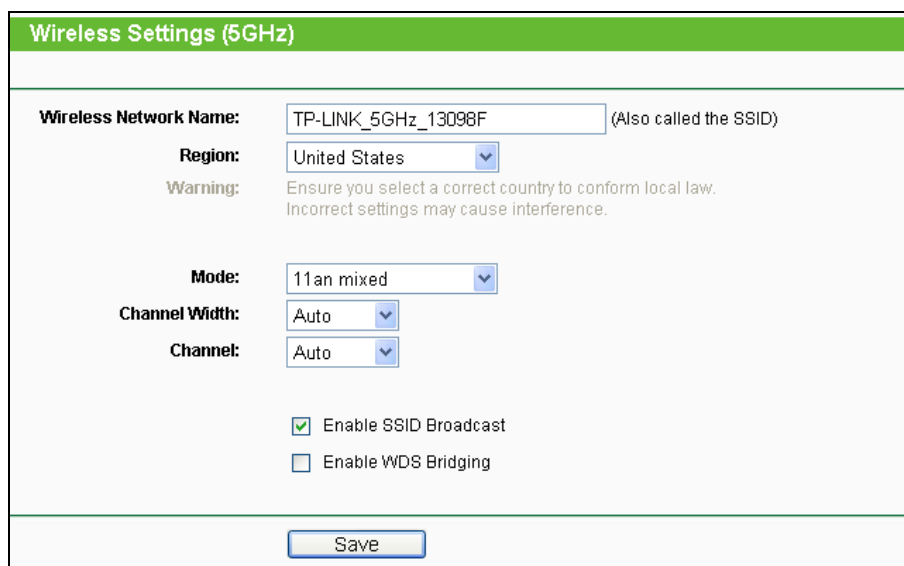 Wireless Settings (5GHz)
Wireless Network Name: TP-LINK_5GHz_13098F (Also called the SSID)
Region: United States
Warning: Ensure you select a correct country to conform local law.
Incorrect settings may cause interference.
Mode: 11an mixed
Channel Width: Auto
Channel: Auto
Enable SSID Broadcast
Enable WDS Bridging
Save